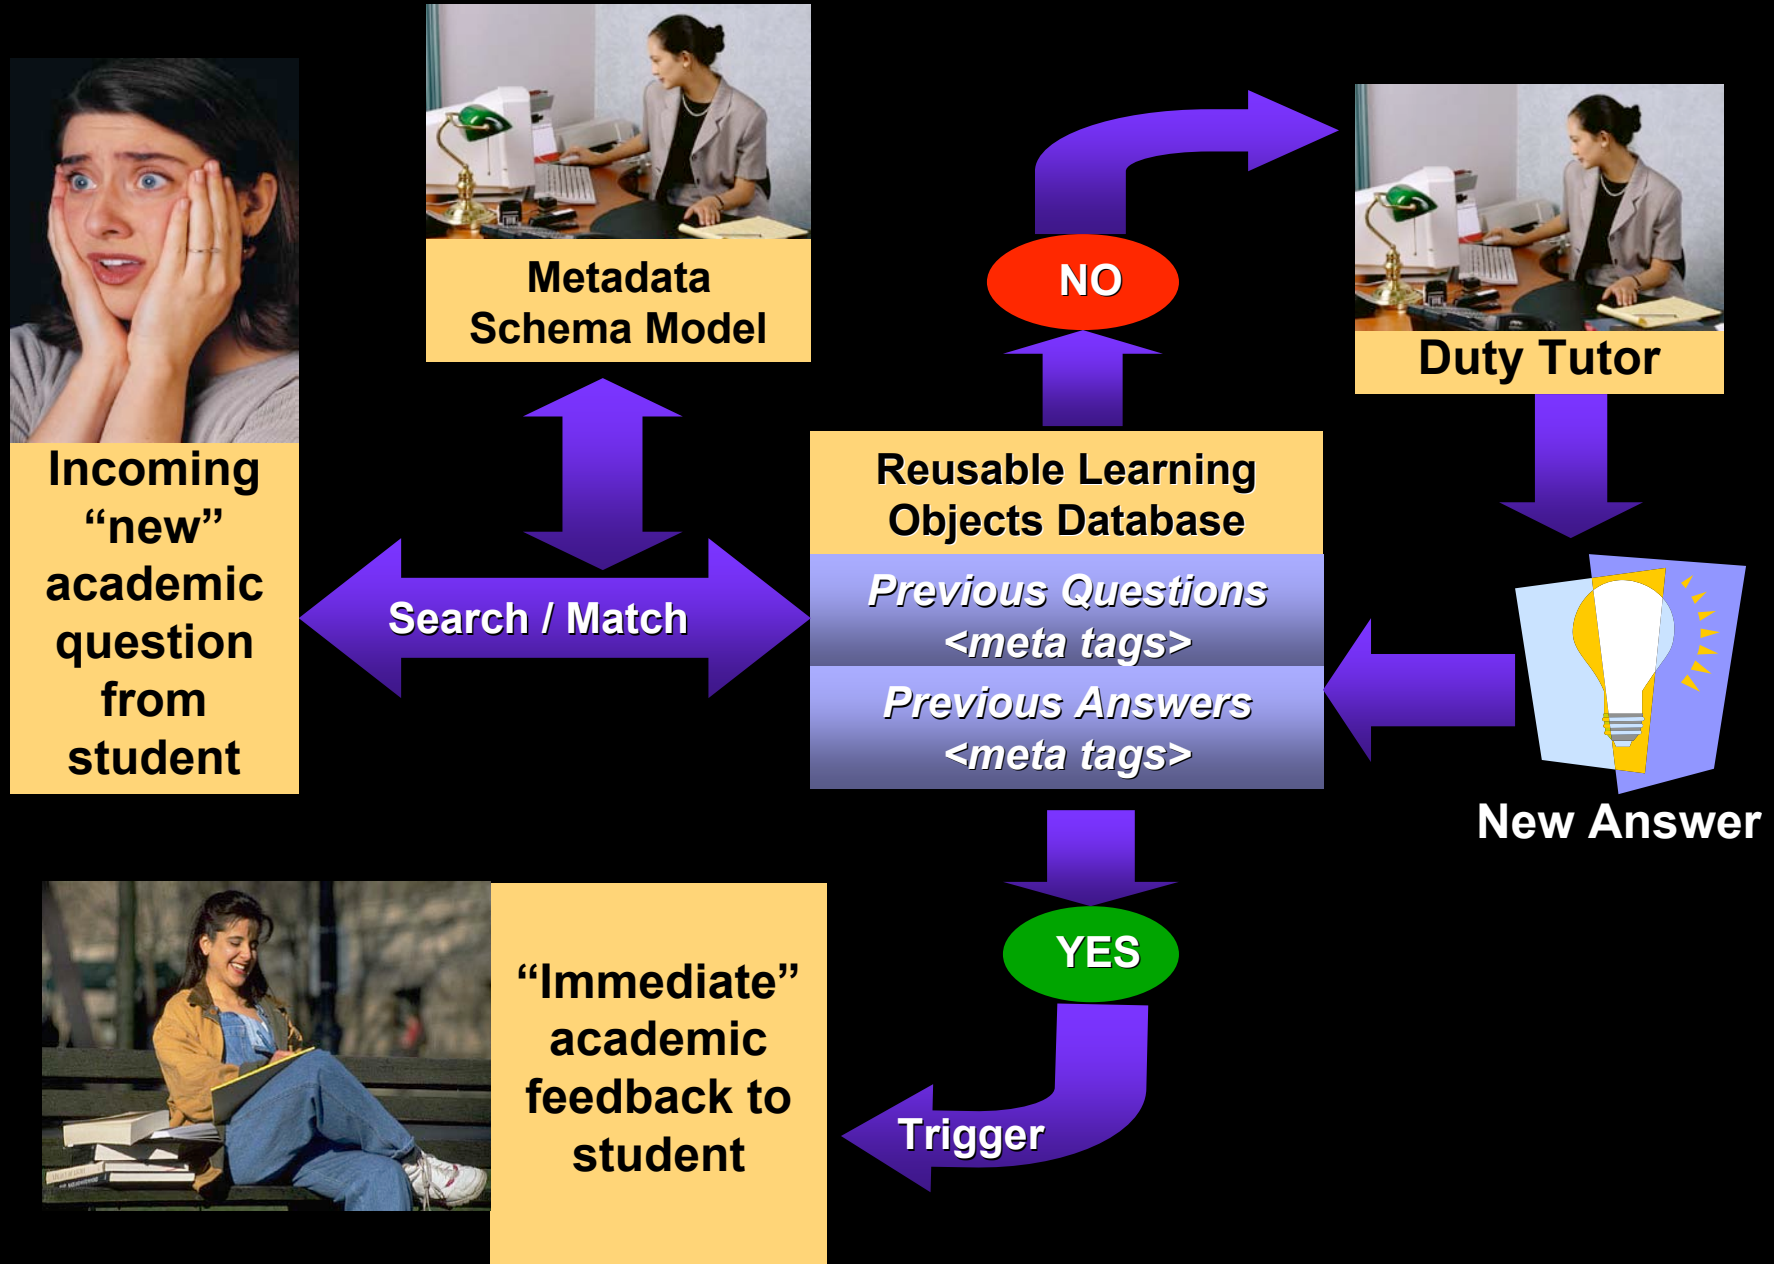 Metadata
Schema Model
NO
Duty Tutor
Incoming
“new”
academic
question
from
student
Search / Match
Reusable Learning
Objects Database
Previous Questions
<meta tags>
Previous Answers
<meta tags>
New Answer
YES
Trigger
“Immediate”
academic
feedback to
student